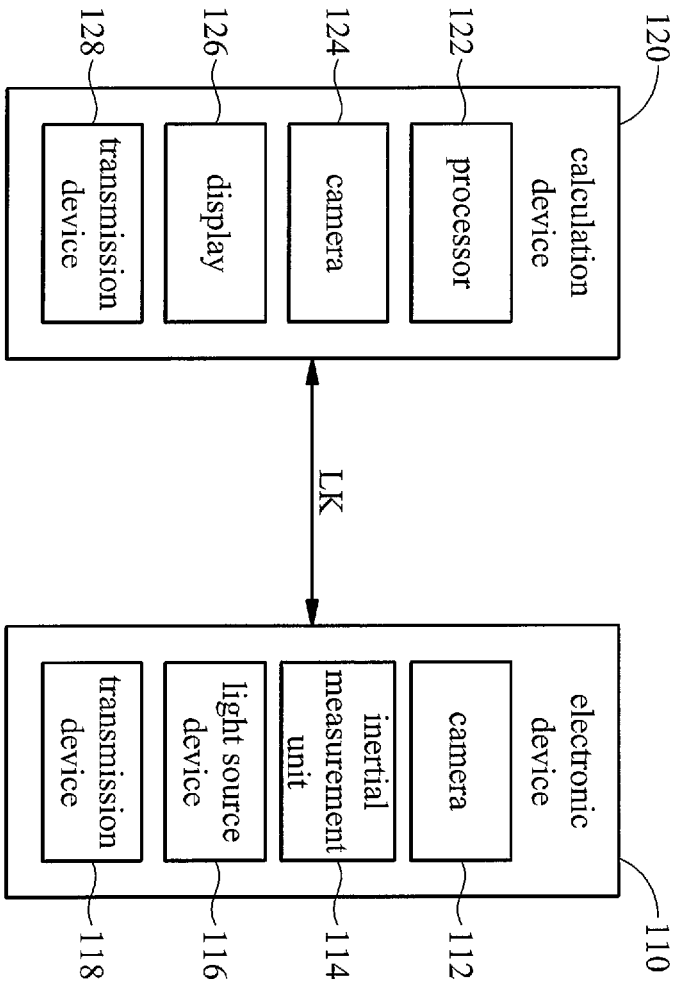 120
calculation
device
122
processor
124
camera
126
display
128
transmission
device
LK
110
electronic
device
112
camera
114
inertial
measurement
unit
116
light source
device
118
transmission
device